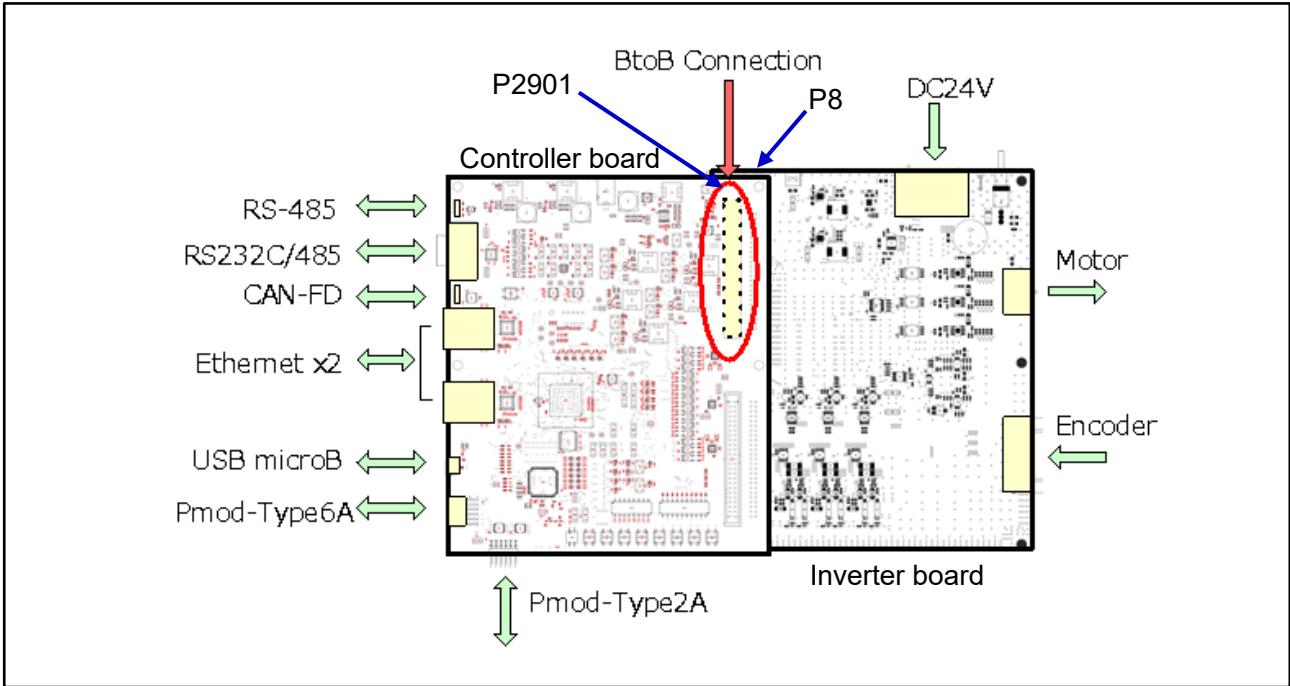 BtoB Connection
P2901
P8
DC24V
Controller board
RS-485
RS232C/485
CAN-FD
Motor
Ethernet x2
Encoder
USB microB
Pmod-Type6A
Inverter board
Pmod-Type2A